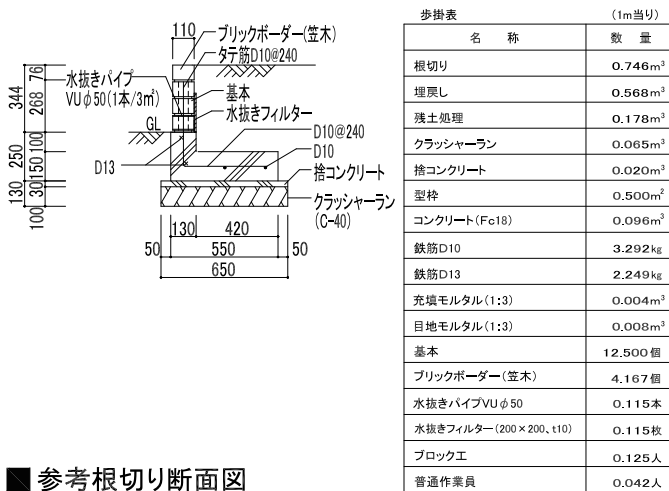 110
ブリックボーダー(笠木)
タテ筋D10@240
水抜きパイプ
VUφ50(1本/3㎡)
基本
水抜きフィルター
GL
D10@240
D10
D13
捨コンクリート
クラッシャーラン
(C-40)
344
76
268
250
100
150
130
30
100
130 420
50 550 50
650
歩掛表 (1m当り)
名 称 数 量
根切り 0.746m³
埋戻し 0.568m³
残土処理 0.178m³
クラッシャーラン 0.065m³
捨コンクリート 0.020m³
型枠 0.500m²
コンクリート(Fc18) 0.096m³
鉄筋D10 3.292kg
鉄筋D13 2.249kg
充填モルタル(1:3) 0.004m³
目地モルタル(1:3) 0.008m³
基本 12.500個
ブリックボーダー(笠木) 4.167個
水抜きパイプVUφ50 0.115本
水抜きフィルター(200×200、t10) 0.115枚
ブロック工 0.125人
普通作業員 0.042人
■参考根切り断面図